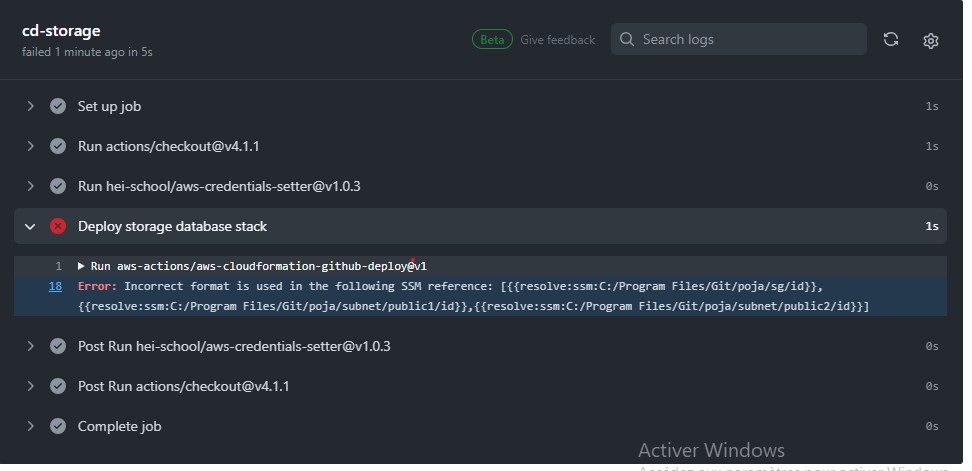 cd-storage
failed 1 minute ago in 5s
Beta Give feedback
Search logs
Set up job 1s
Run actions/checkout@v4.1.1 1s
Run hei-school/aws-credentials-setter@v1.0.3 0s
Deploy storage database stack 1s
1 Run aws-actions/aws-cloudformation-github-deploy@v1
18 Error: Incorrect format is used in the following SSM reference: [{{resolve:ssm:C:/Program Files/Git/poja/sg/id}},
{{resolve:ssm:C:/Program Files/Git/poja/subnet/public1/id}},{{resolve:ssm:C:/Program Files/Git/poja/subnet/public2/id}}]
Post Run hei-school/aws-credentials-setter@v1.0.3 0s
Post Run actions/checkout@v4.1.1 0s
Complete job 0s
Activer Windows